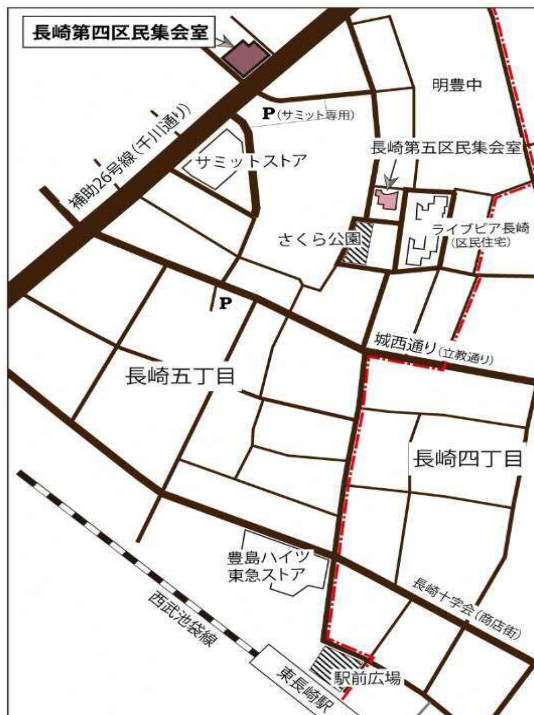 長崎第四区民集会室
明豊中
P(サミット専用)
長崎第五区民集会室
補助26号線(千川通り)
サミットストア
ライブピア長崎
(区民住宅)
さくら公園
P
城西通り(立教通り)
長崎五丁目
長崎四丁目
豊島ハイツ
東急ストア
長崎十字会(商店街)
西武池袋線
東長崎駅
駅前広場